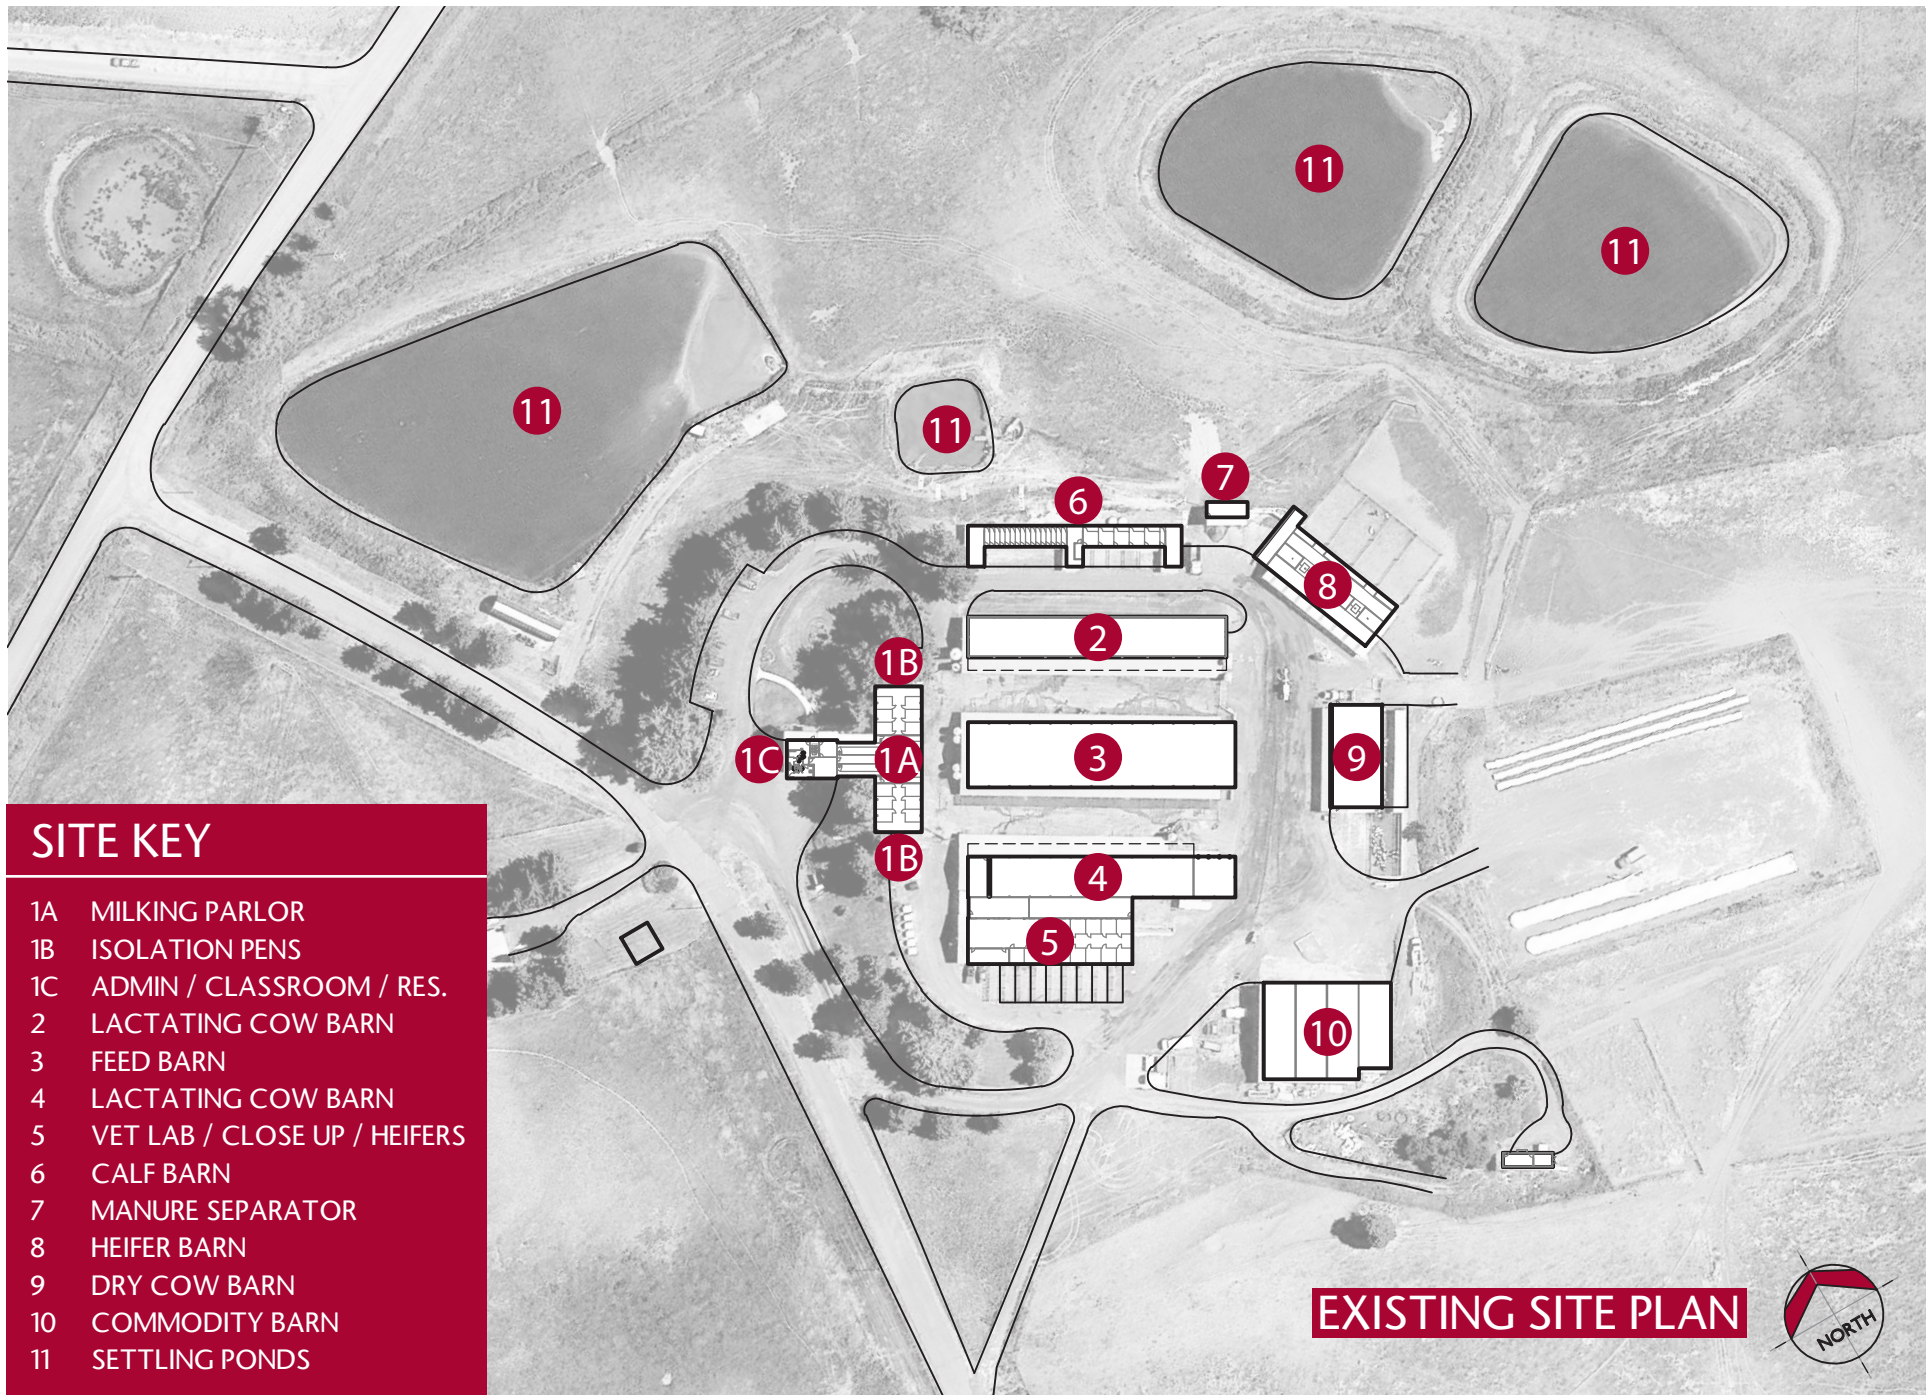 11
11
11
11
7
6
8
2
1B
1C
1A
3
9
1B
4
5
10
SITE KEY
1A MILKING PARLOR
1B ISOLATION PENS
1C ADMIN / CLASSROOM / RES.
2 LACTATING COW BARN
3 FEED BARN
4 LACTATING COW BARN
5 VET LAB / CLOSE UP / HEIFERS
6 CALF BARN
7 MANURE SEPARATOR
8 HEIFER BARN
9 DRY COW BARN
10 COMMODITY BARN
11 SETTLING PONDS
EXISTING SITE PLAN
NORTH